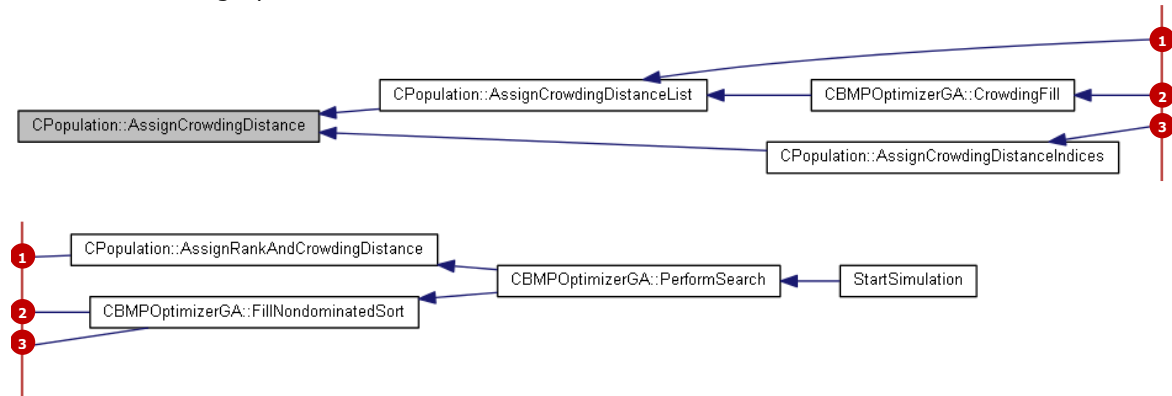 1
CPopulation::AssignCrowdingDistanceList
CBMPOptimizerGA::CrowdingFill
2
CPopulation::AssignCrowdingDistance
3
CPopulation::AssignCrowdingDistanceIndices
1
CPopulation::AssignRankAndCrowdingDistance
CBMPOptimizerGA::PerformSearch
StartSimulation
2
CBMPOptimizerGA::FillNondominatedSort
3